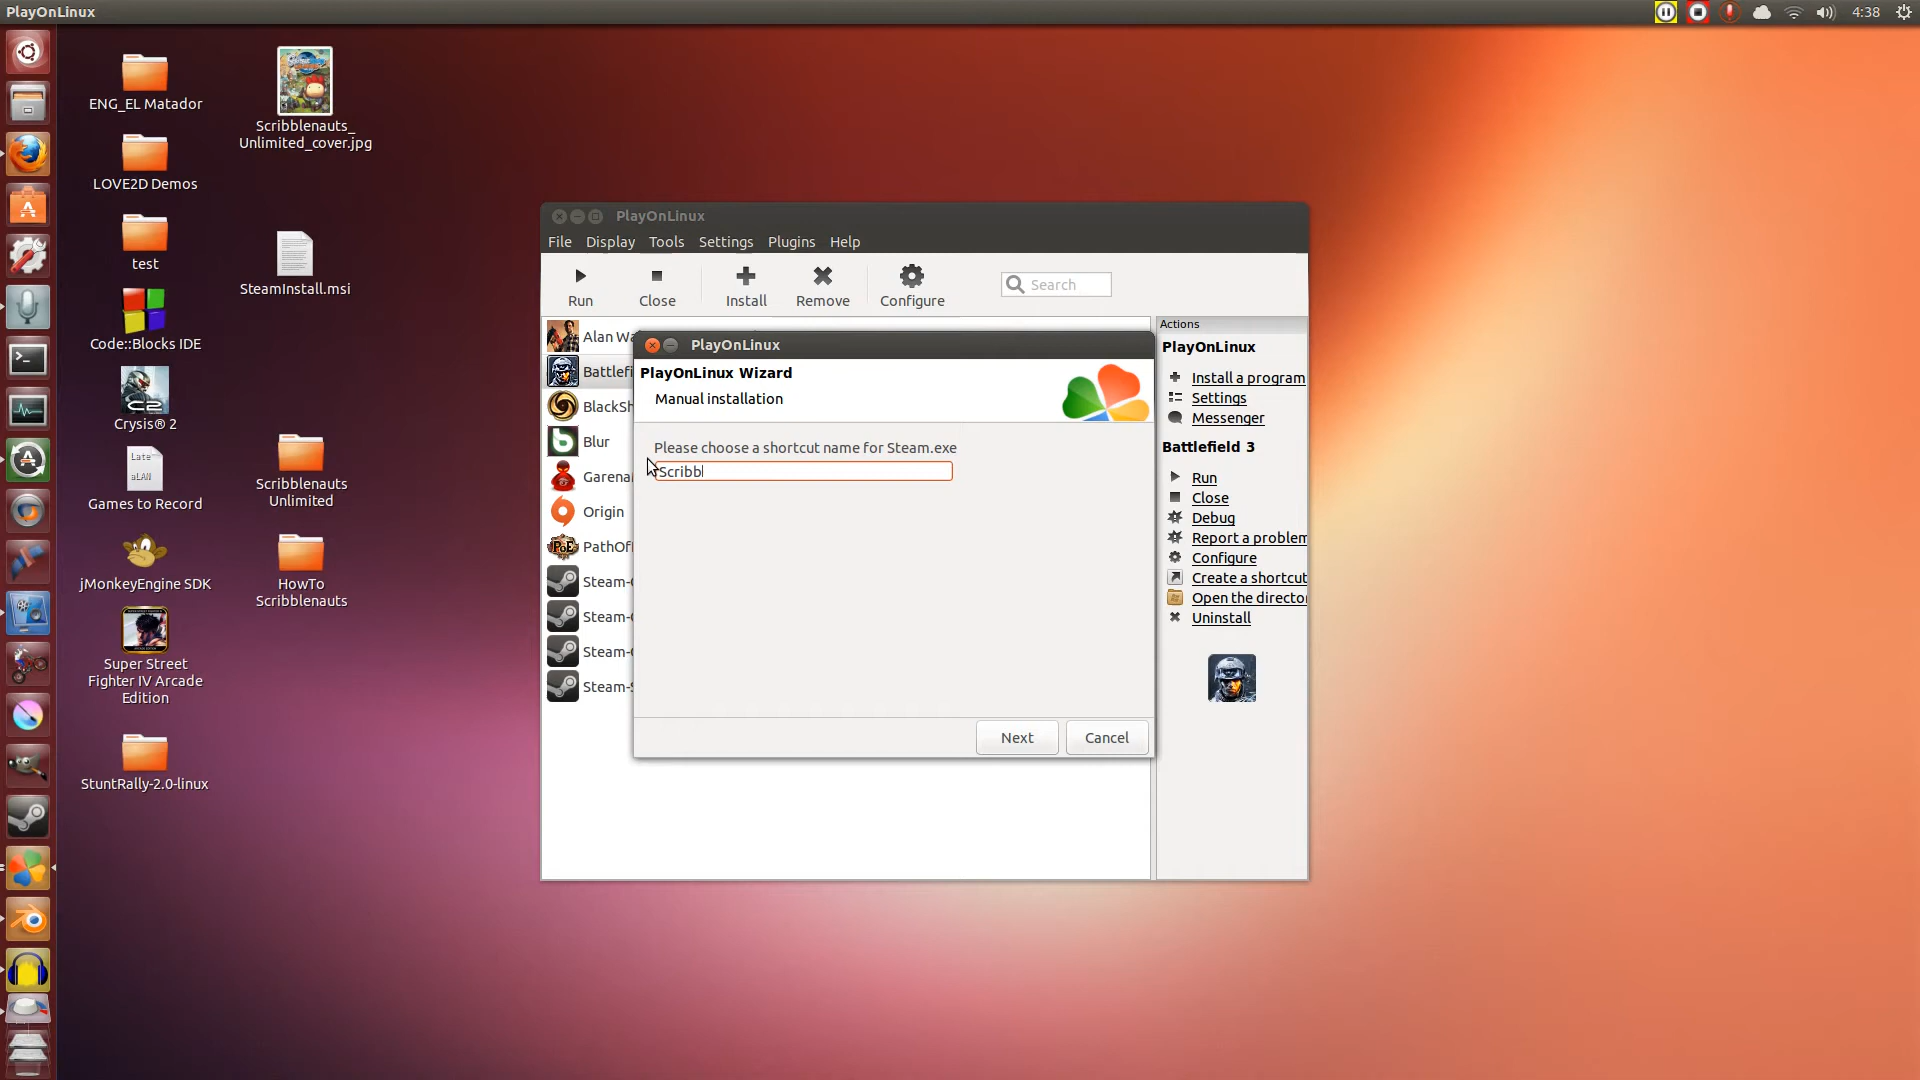 PlayOnLinux
4:38
ENG_EL Matador
LOVE2D Demos
test
Code::Blocks IDE
Crysis® 2
Late
aLAN
Games to Record
jMonkeyEngine SDK
Super Street
Fighter IV Arcade
Edition
StuntRally-2.0-linux
Scribblenauts_
Unlimited_cover.jpg
SteamInstall.msi
Scribblenauts
Unlimited
HowTo
Scribblenauts
PlayOnLinux
File Display Tools Settings Plugins Help
Run Close Install Remove Configure
Search
Alan Wa
Battlefi
BlackSh
Blur
Garena
Origin
PathOf
Steam-
Steam-
Steam-
Steam-
PlayOnLinux
PlayOnLinux Wizard
Manual installation
Please choose a shortcut name for Steam.exe
Scribb
Next Cancel
Actions
PlayOnLinux
Install a program
Settings
Messenger
Battlefield 3
Run
Close
Debug
Report a problem
Configure
Create a shortcut
Open the director
Uninstall